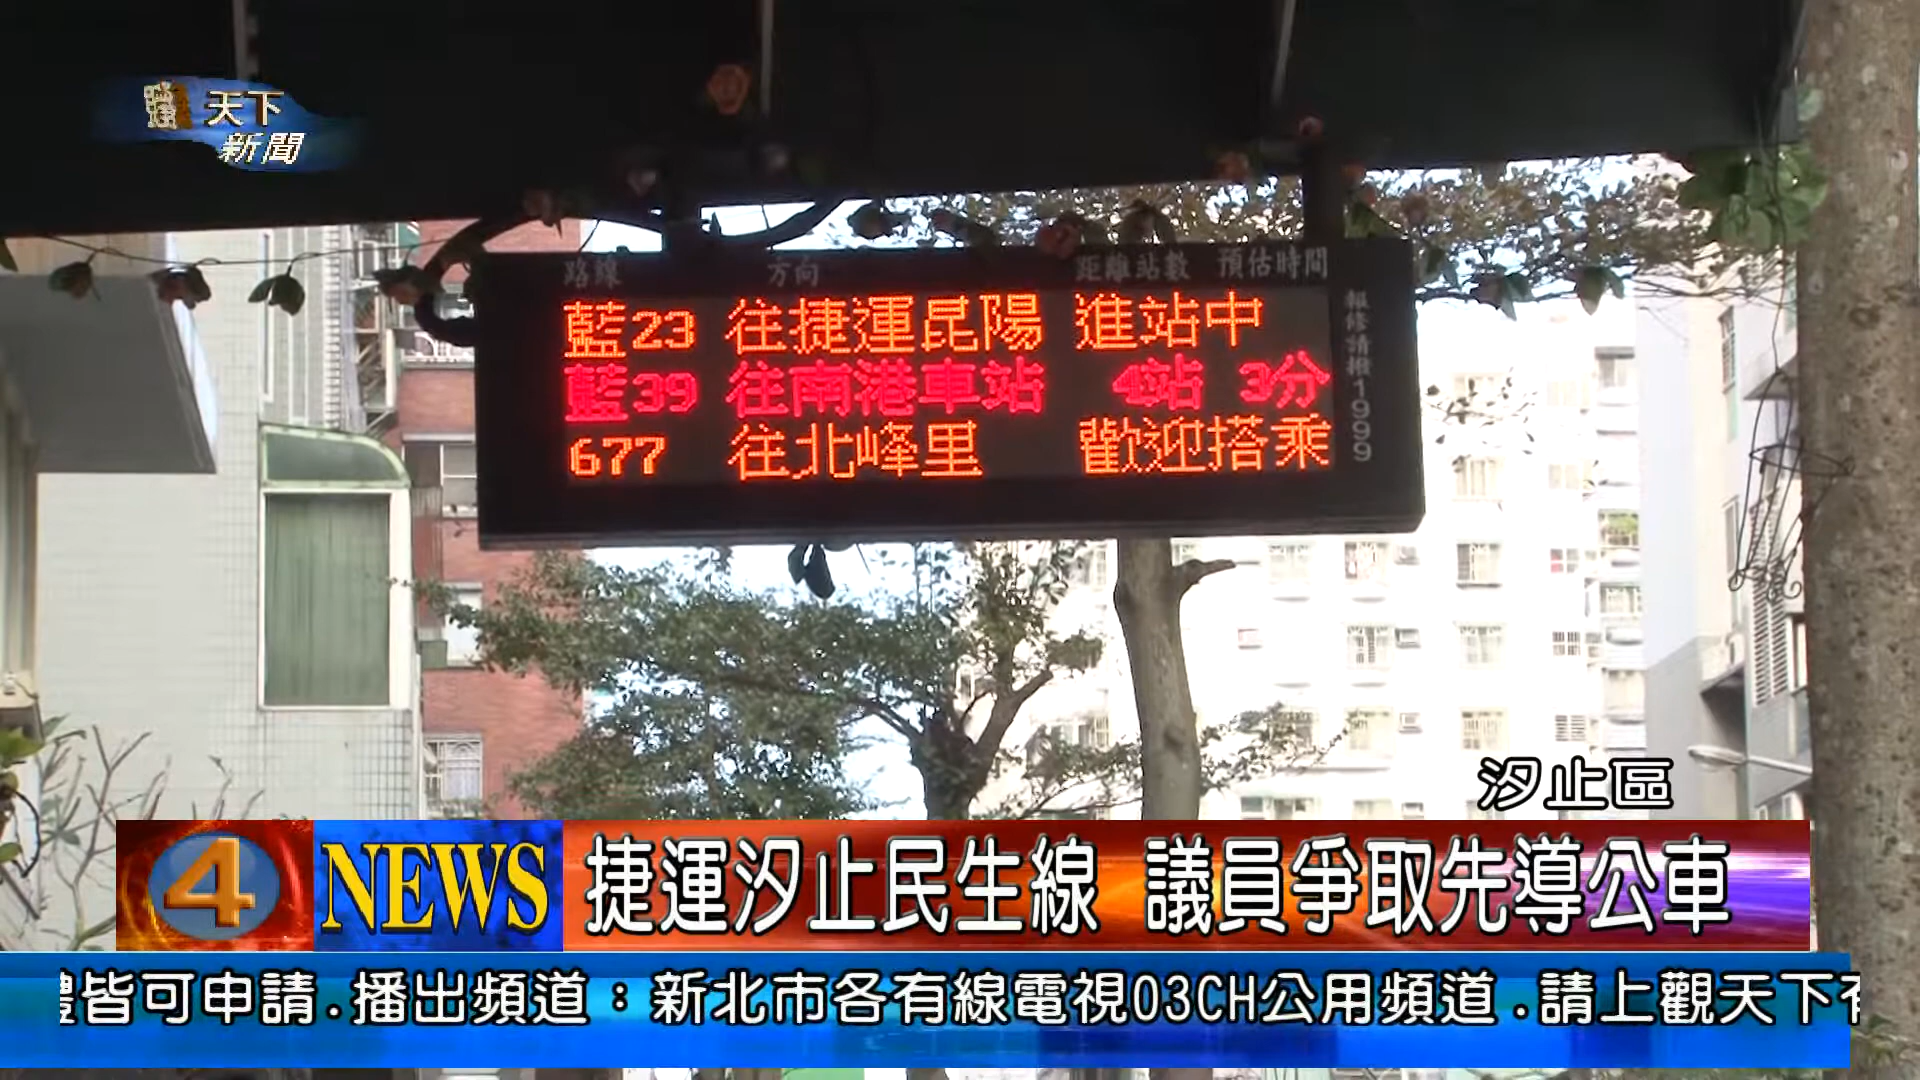 天下
新聞
路線 方向 距離站數 預估時間
藍23 往捷運昆陽 進站中
藍39 往南港車站 4站 3分
677 往北峰里 歡迎搭乘
報修請撥1999
汐止區
4 NEWS 捷運汐止民生線 議員爭取先導公車
皆可申請.播出頻道：新北市各有線電視03CH公用頻道.請上觀天下有